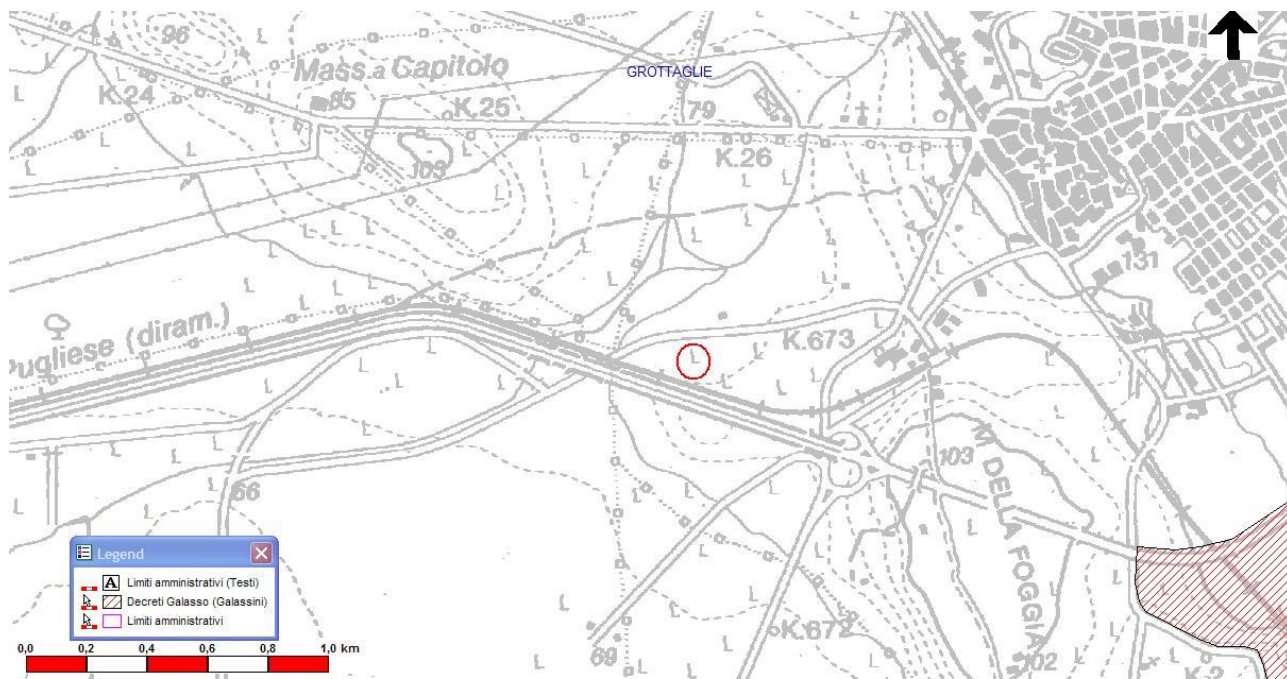 96
Mass.a Capitolo
GROTTAGLIE
K.24
85
K.25
79
103
K.26
131
Pugliese (diram.)
K.673
66
103
M. DELLA FOGGIA
K.672
69
102
K.2
Legend
A Limiti amministrativi (Testi)
Decreti Galasso (Galassini)
Limiti amministrativi
0,0 0,2 0,4 0,6 0,8 1,0 km